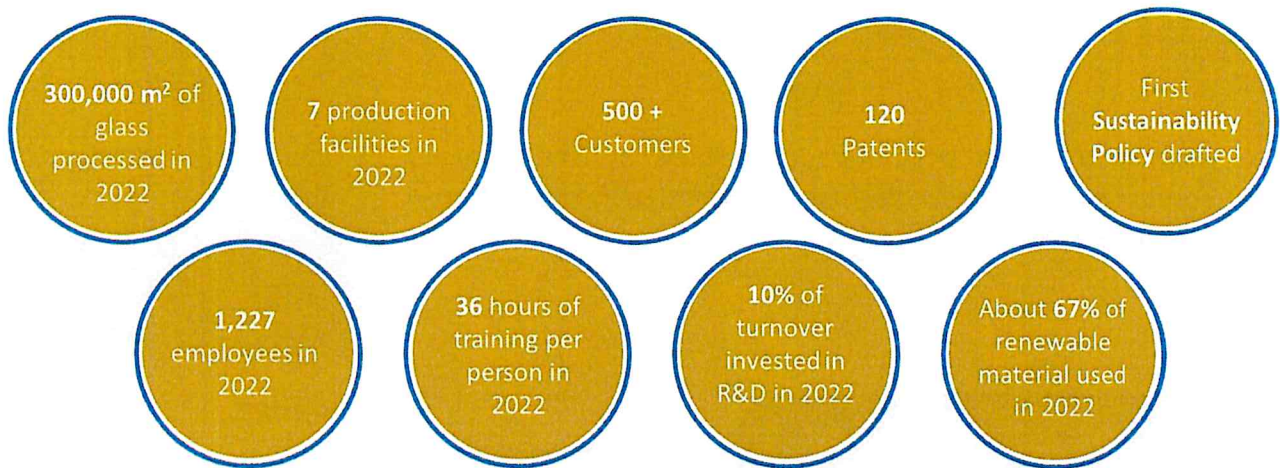 300,000 m² of
glass
processed in
2022
7 production
facilities in
2022
500 +
Customers
120
Patents
First
Sustainability
Policy drafted
1,227
employees in
2022
36 hours of
training per
person in
2022
10% of
turnover
invested in
R&D in 2022
About 67% of
renewable
material used
in 2022